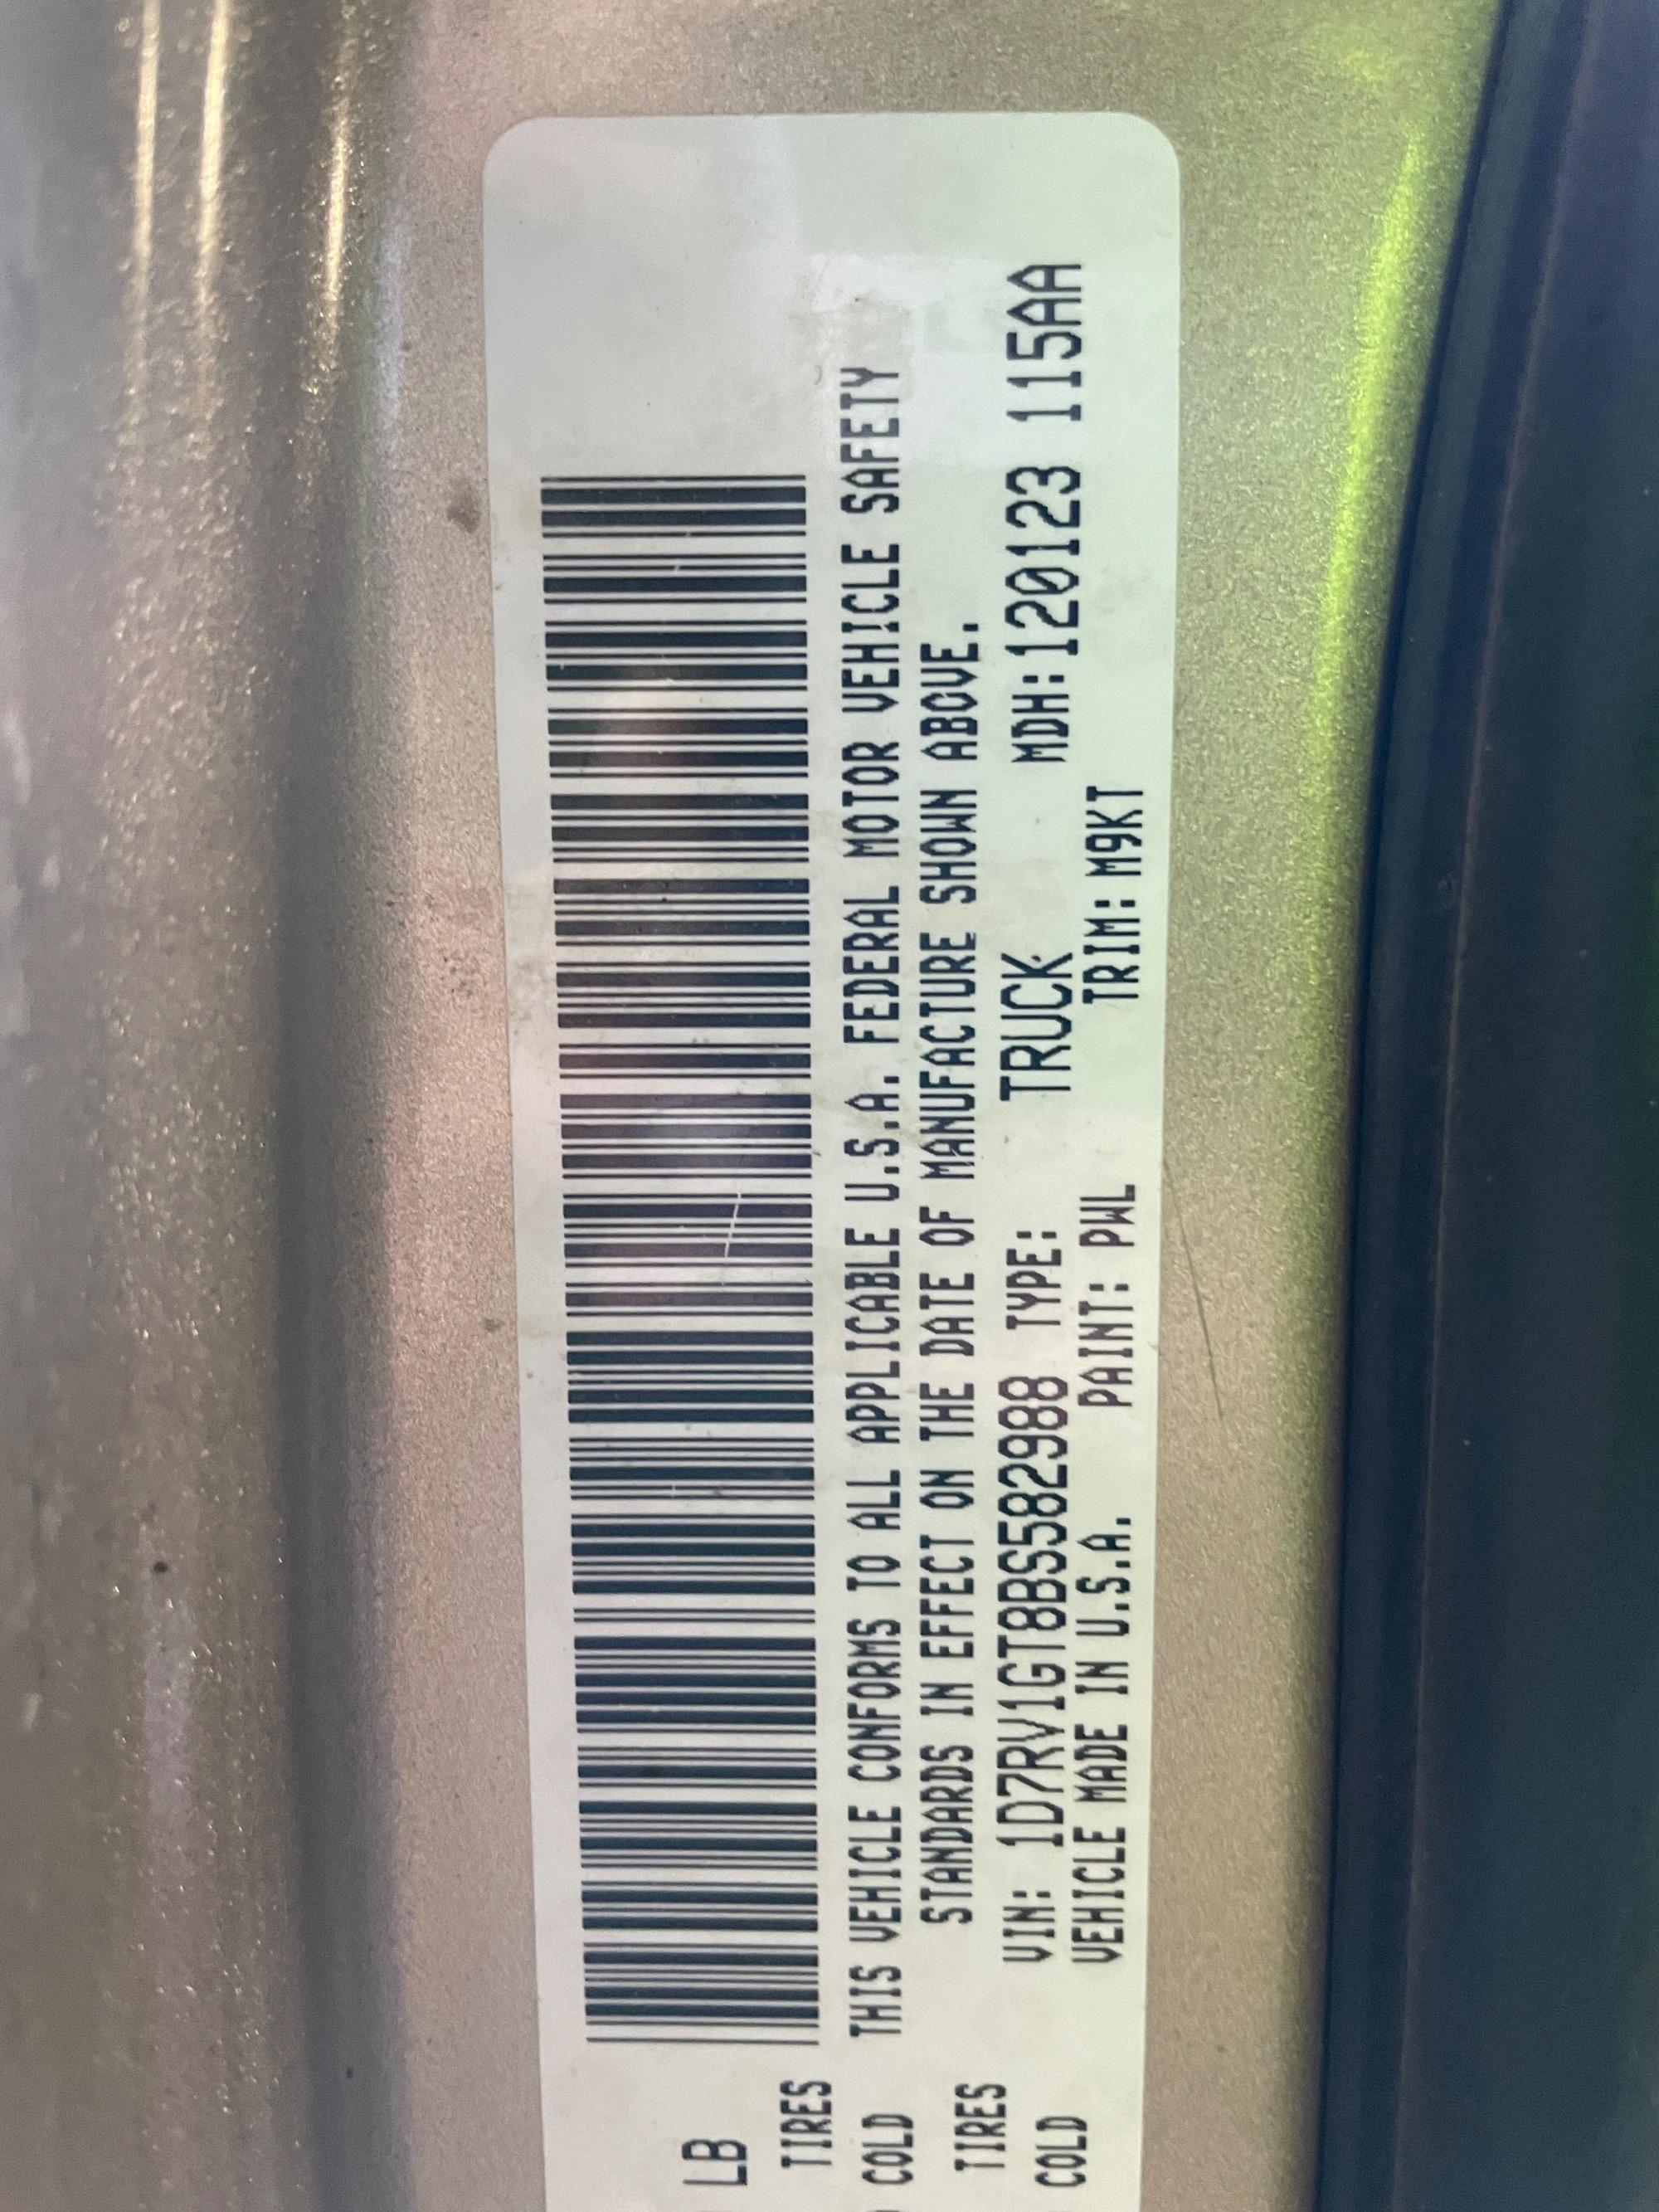 LB
TIRES
COLD
TIRES
COLD
THIS VEHICLE CONFORMS TO ALL APPLICABLE U.S.A. FEDERAL MOTOR VEHICLE SAFETY
STANDARDS IN EFFECT ON THE DATE OF MANUFACTURE SHOWN ABOVE.
VIN: 1D7RV1GT8BS582988 TYPE: TRUCK MDH:120123 115AA
VEHICLE MADE IN U.S.A. PAINT: PWL TRIM: M9KT